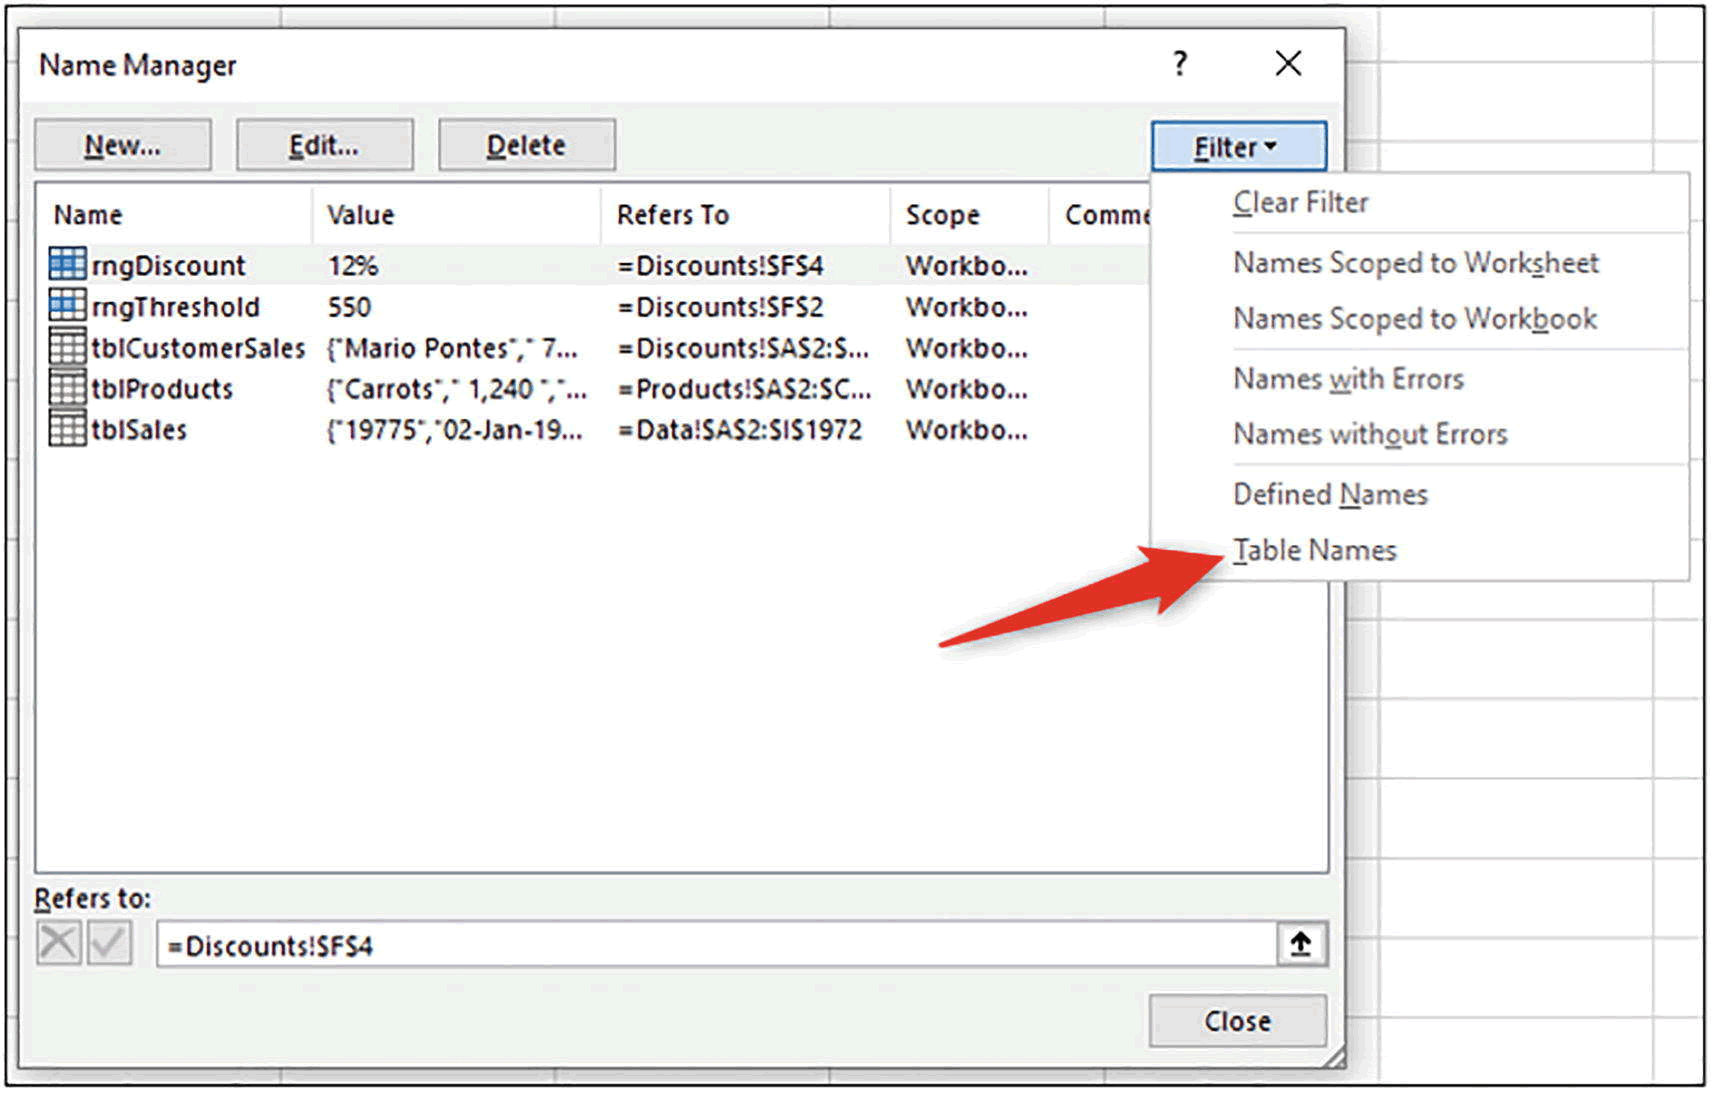 Name Manager ?
New... Edit... Delete Filter
Name Value Refers To Scope Comme
rngDiscount 12% =Discounts!$F$4 Workbo...
rngThreshold 550 =Discounts!$F$2 Workbo...
tblCustomerSales {"Mario Pontes"," 7... =Discounts!$A$2:$... Workbo...
tblProducts {"Carrots"," 1,240 ","... =Products!$A$2:$C... Workbo...
tblSales {"19775","02-Jan-19... =Data!$A$2:$I$1972 Workbo...
Clear Filter
Names Scoped to Worksheet
Names Scoped to Workbook
Names with Errors
Names without Errors
Defined Names
Table Names
Refers to:
=Discounts!$F$4
Close